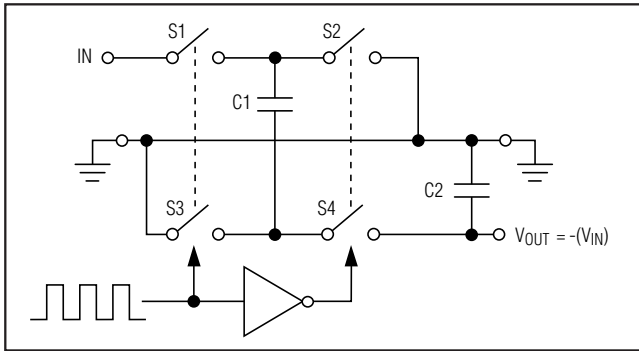 S1
S2
IN
C1
S3
S4
C2
VOUT = -(VIN)